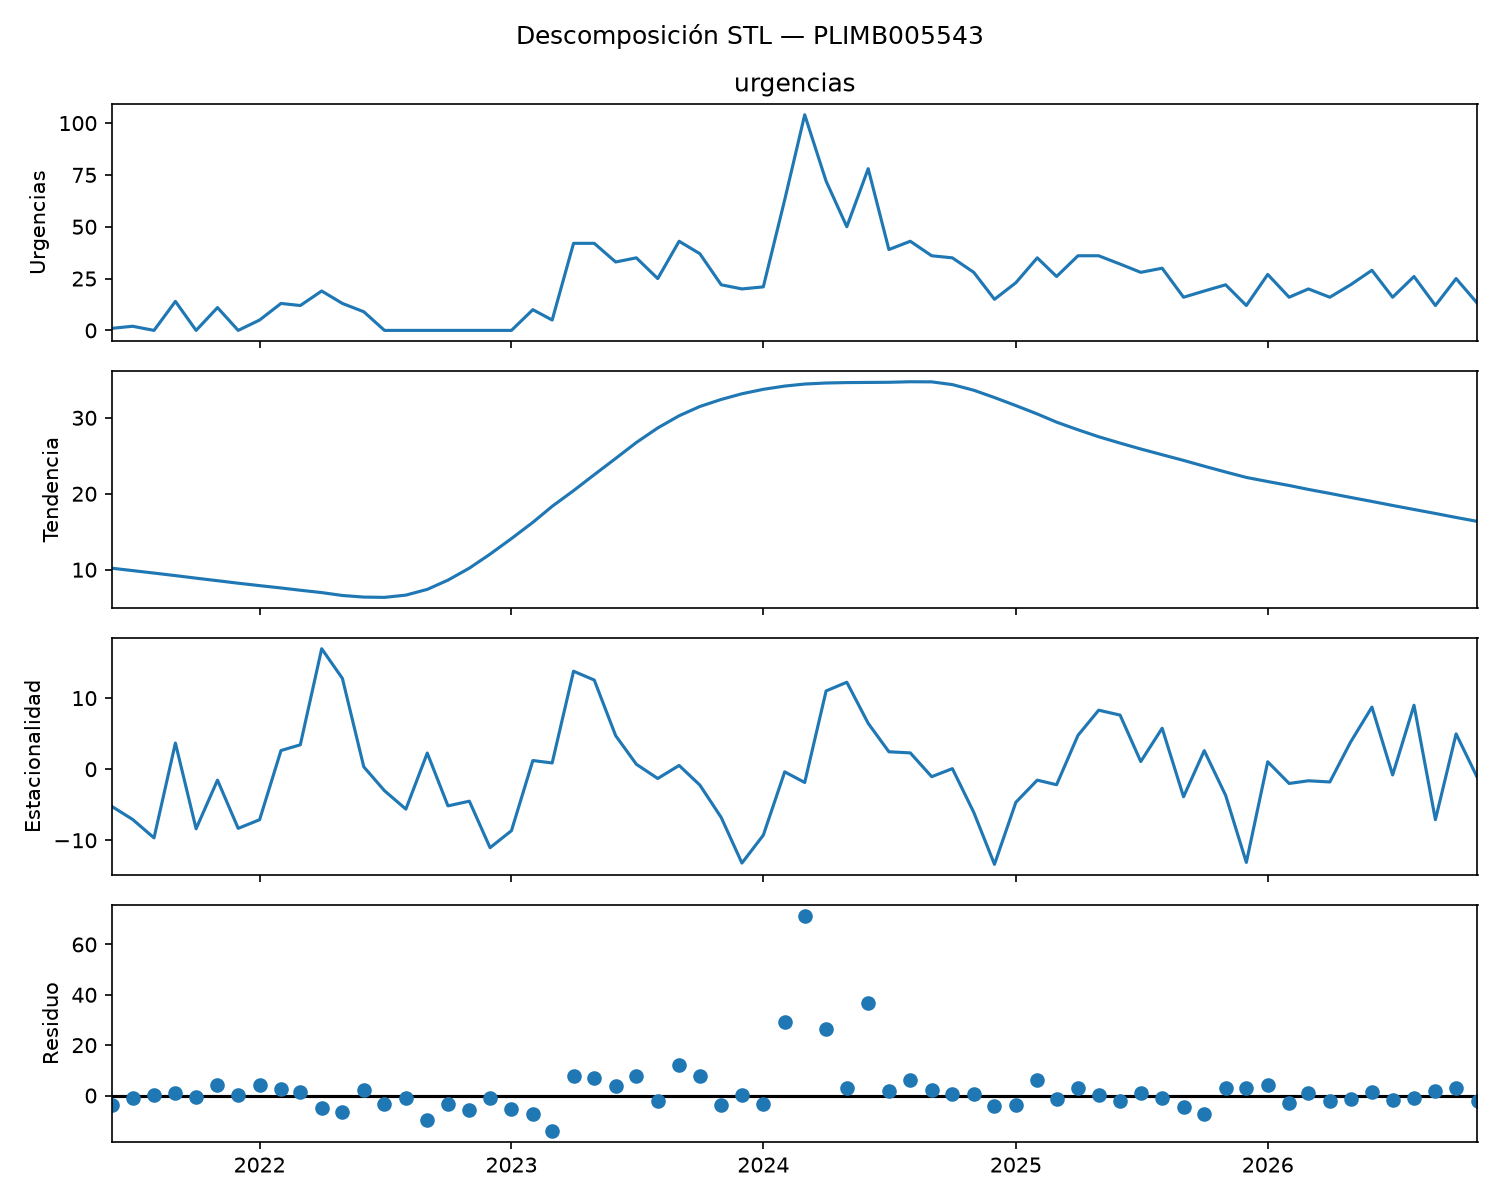 Descomposición STL — PLIMB005543
urgencias
Urgencias
100
75
50
25
0
Tendencia
30
20
10
Estacionalidad
10
0
−10
Residuo
60
40
20
0
2022 2023 2024 2025 2026